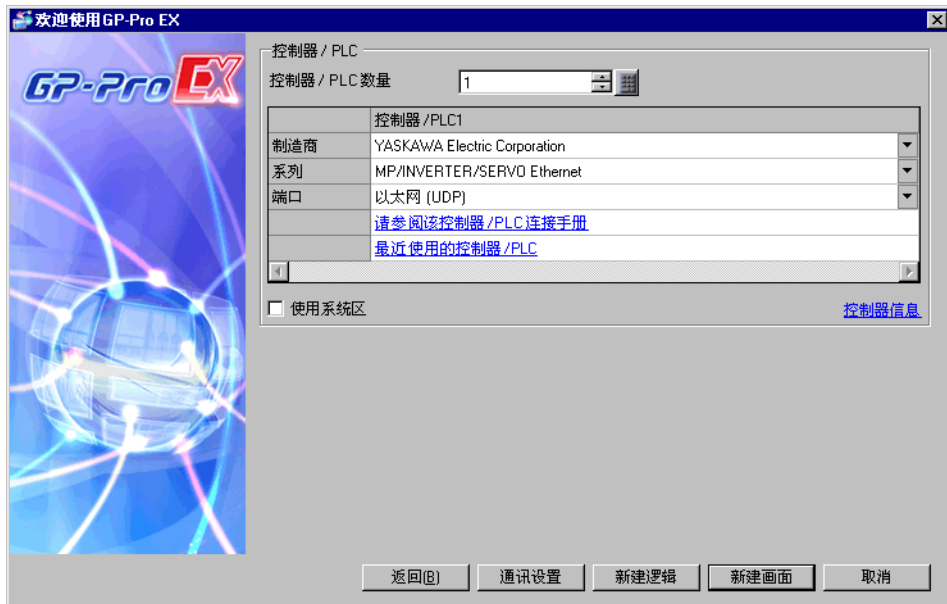 欢迎使用GP-Pro EX
GP-Pro EX
控制器 / PLC
控制器 / PLC 数量 1
控制器 /PLC1
制造商 YASKAWA Electric Corporation
系列 MP/INVERTER/SERVO Ethernet
端口 以太网 (UDP)
请参阅该控制器 /PLC 连接手册
最近使用的控制器 /PLC
使用系统区 控制器信息
返回(B) 通讯设置 新建逻辑 新建画面 取消